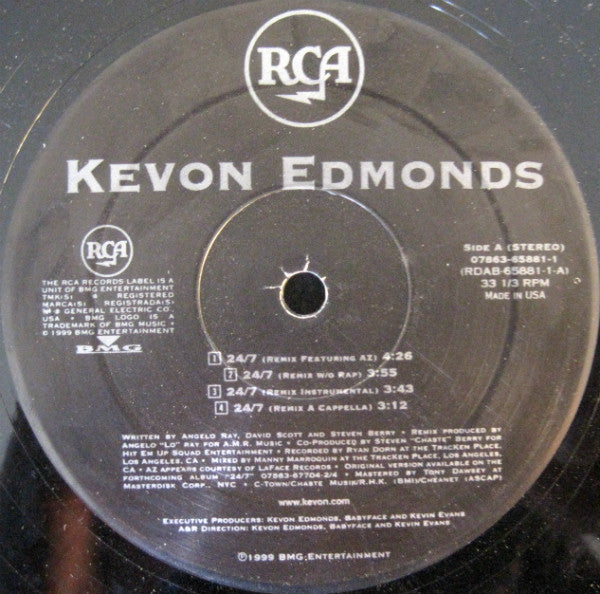 RCA
KEVON EDMONDS
RCA
THE RCA RECORDS LABEL IS A
UNIT OF BMG ENTERTAINMENT
TMK(S) ® REGISTERED
MARCA(S) REGISTRADA(S)
GENERAL ELECTRIC CO.
USA • BMG LOGO IS A
TRADEMARK OF BMG MUSIC •
© 1999 BMG ENTERTAINMENT
BMG
SIDE A (STEREO)
07863-65881-1
(RDAB-65881-1-A)
33 1/3 RPM
MADE IN USA
1 24/7 (REMIX FEATURING AZ) 4:26
2 24/7 (REMIX W/O RAP) 3:55
3 24/7 (REMIX INSTRUMENTAL) 3:43
4 24/7 (REMIX A CAPPELLA) 3:12
WRITTEN BY ANGELO RAY, DAVID SCOTT AND STEVEN BERRY • REMIX PRODUCED BY
ANGELO "LO" RAY FOR A.M.R. MUSIC • CO-PRODUCED BY STEVEN "CHASTE" BERRY FOR
HIT EM UP SQUAD ENTERTAINMENT • RECORDED BY RYAN DORN AT THE TRACKEN PLACE,
LOS ANGELES, CA • MIXED BY MANNY MARROQUIN AT THE TRACKEN PLACE, LOS ANGELES,
CA • AZ APPEARS COURTESY OF LAFACE RECORDS • ORIGINAL VERSION AVAILABLE ON THE
FORTHCOMING ALBUM "24/7" 07863-67704-2/4 • MASTERED BY TONY DAWSEY AT
MASTERDISK CORP., NYC • C-TOWN/CHASTE MUSIC/R.H.K. (BMI)/CHEANET (ASCAP)
www.kevon.com
EXECUTIVE PRODUCERS: KEVON EDMONDS, BABYFACE AND KEVIN EVANS
A&R DIRECTION: KEVON EDMONDS, BABYFACE AND KEVIN EVANS
℗ 1999 BMG ENTERTAINMENT